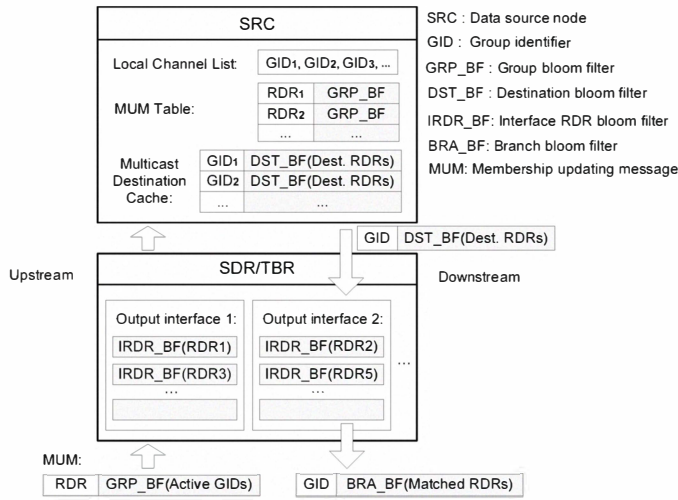 SRC
Local Channel List: GID1, GID2, GID3, ...
MUM Table:
RDR1 GRP_BF
RDR2 GRP_BF
... ...
Multicast Destination Cache:
GID1 DST_BF(Dest. RDRs)
GID2 DST_BF(Dest. RDRs)
... ...
SRC : Data source node
GID : Group identifier
GRP_BF : Group bloom filter
DST_BF : Destination bloom filter
IRDR_BF: Interface RDR bloom filter
BRA_BF: Branch bloom filter
MUM: Membership updating message
GID DST_BF(Dest. RDRs)
Upstream
Downstream
SDR/TBR
Output interface 1:
IRDR_BF(RDR1)
IRDR_BF(RDR3)
...
Output interface 2:
IRDR_BF(RDR2)
IRDR_BF(RDR5)
...
...
MUM:
RDR GRP_BF(Active GIDs)
GID BRA_BF(Matched RDRs)